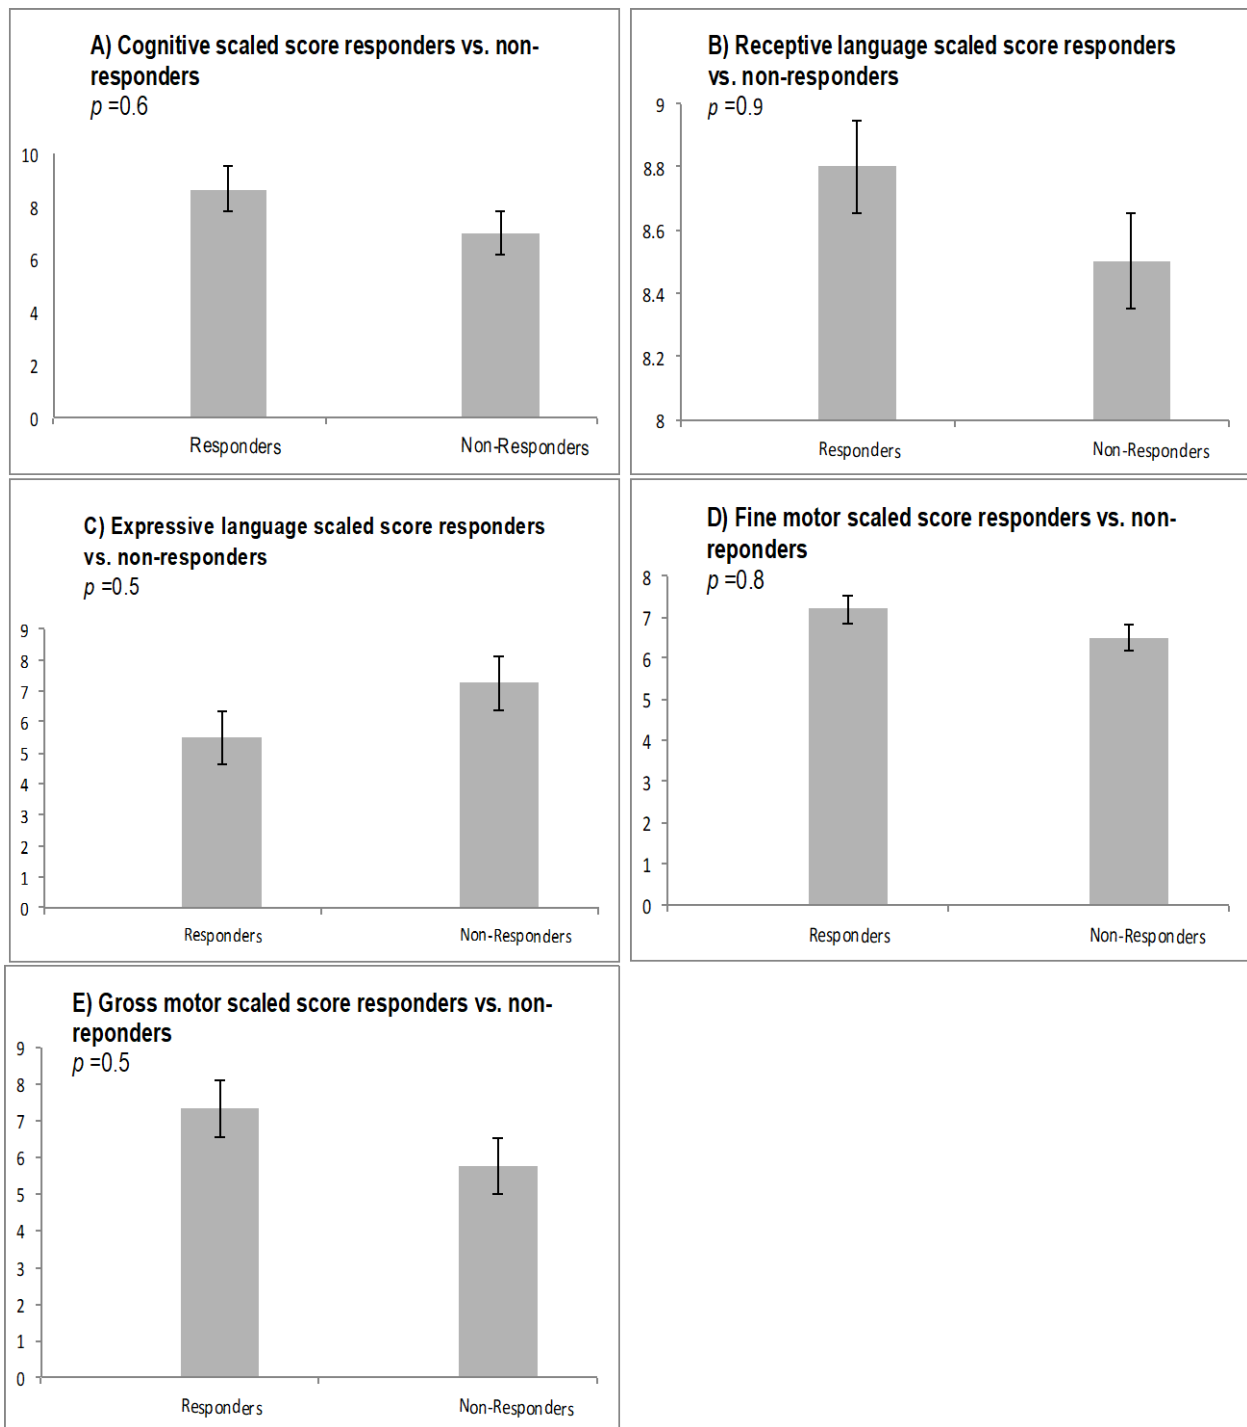 A) Cognitive scaled score responders vs. non-
responders
p =0.6
10
8
6
4
2
0
Responders
Non-Responders
B) Receptive language scaled score responders
vs. non-responders
p =0.9
9
8.8
8.6
8.4
8.2
8
Responders
Non-Responders
C) Expressive language scaled score responders
vs. non-responders
p =0.5
9
8
7
6
5
4
3
2
1
0
Responders
Non-Responders
D) Fine motor scaled score responders vs. non-
reponders
p =0.8
8
7
6
5
4
3
2
1
0
Responders
Non-Responders
E) Gross motor scaled score responders vs. non-
reponders
p =0.5
9
8
7
6
5
4
3
2
1
0
Responders
Non-Responders